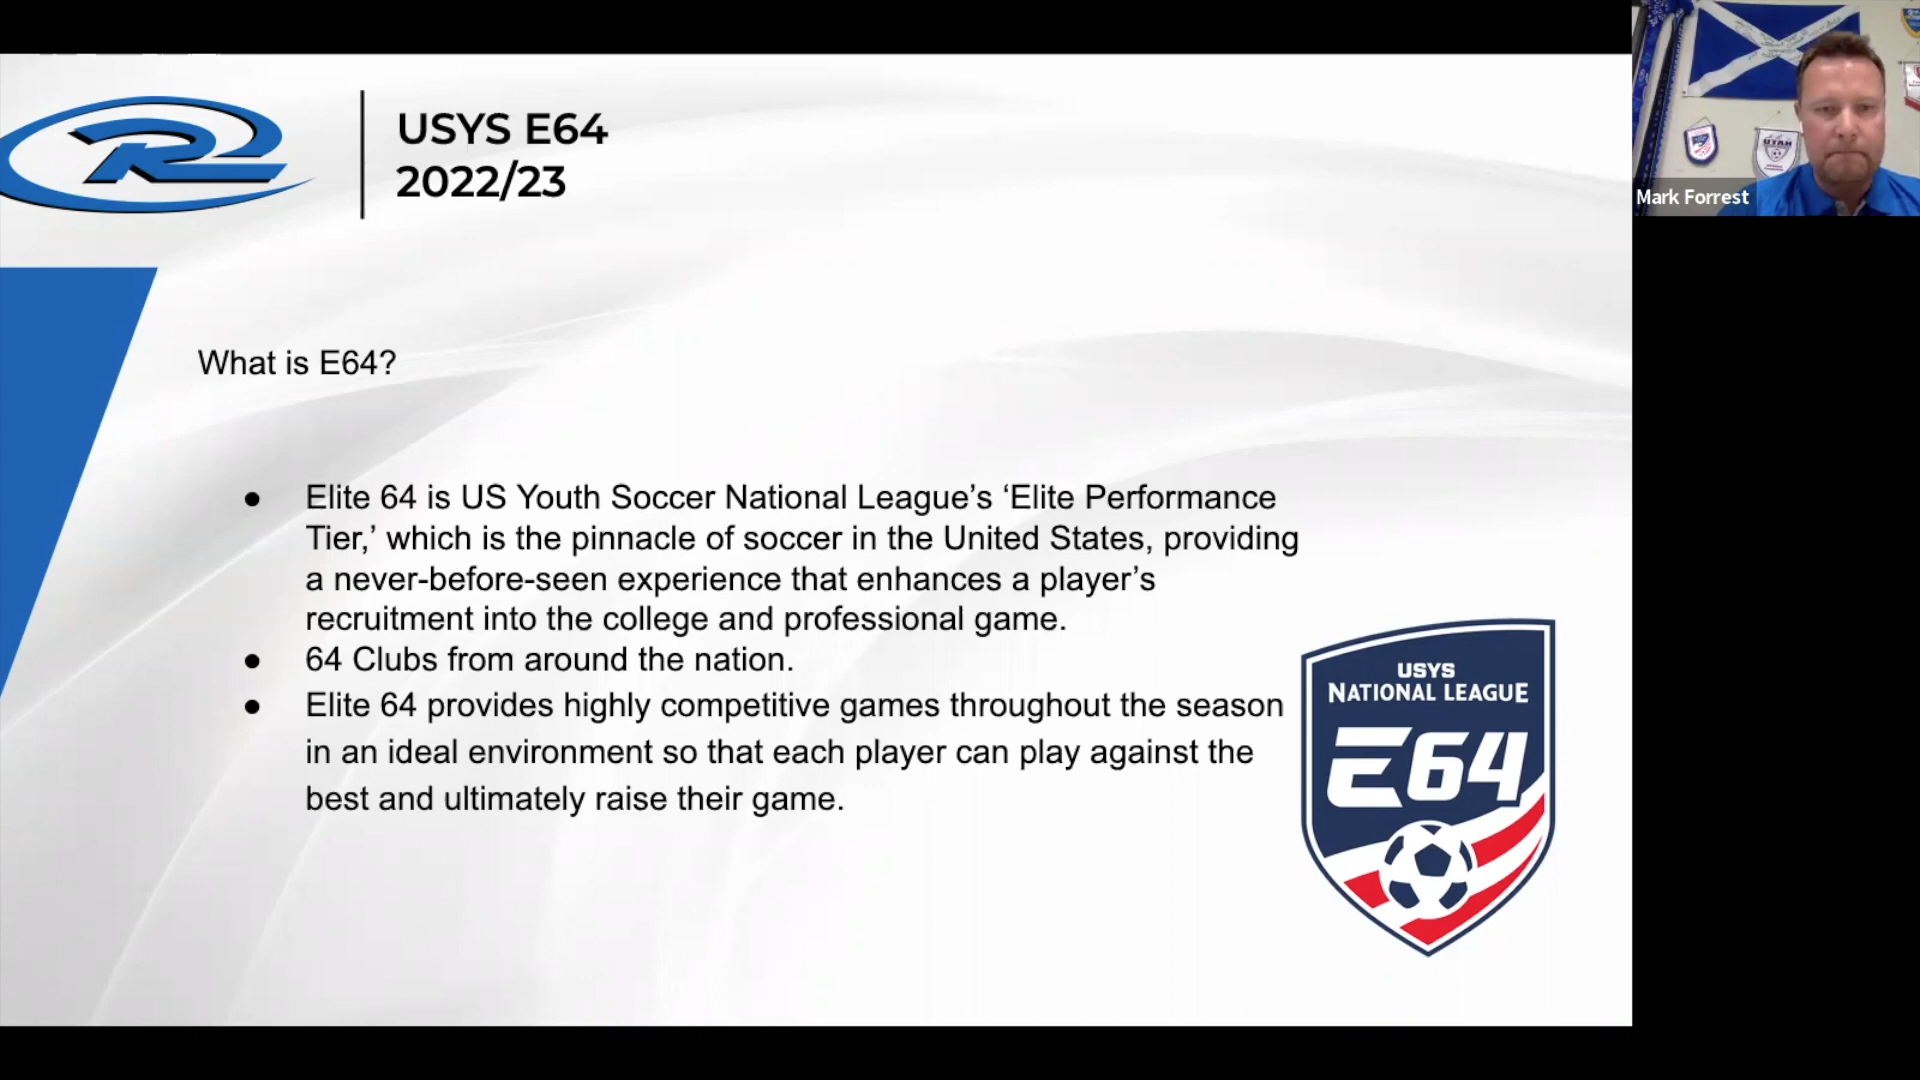 USYS E64
2022/23
Mark Forrest
UTAH
What is E64?
● Elite 64 is US Youth Soccer National League’s ‘Elite Performance
Tier,’ which is the pinnacle of soccer in the United States, providing
a never-before-seen experience that enhances a player’s
recruitment into the college and professional game.
● 64 Clubs from around the nation.
● Elite 64 provides highly competitive games throughout the season
in an ideal environment so that each player can play against the
best and ultimately raise their game.
USYS
NATIONAL LEAGUE
E64